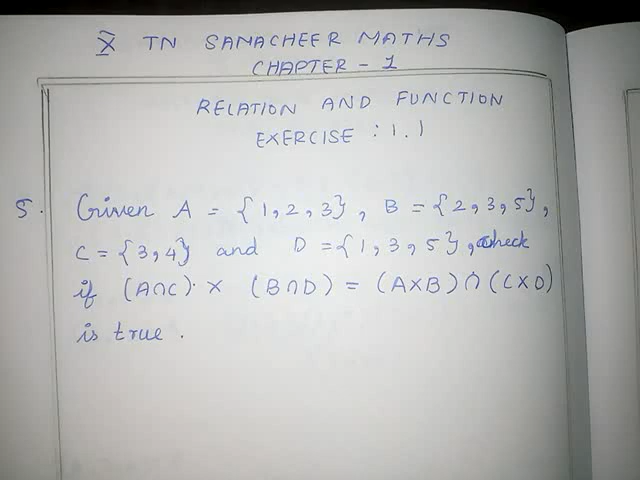 X TN SAMACHEER MATHS
CHAPTER - 1
RELATION AND FUNCTION
EXERCISE : 1.1
5. Given A = {1, 2, 3}, B = {2, 3, 5},
C = {3, 4} and D = {1, 3, 5}, check
if (A∩C) × (B∩D) = (A×B) ∩ (C×D)
is true.